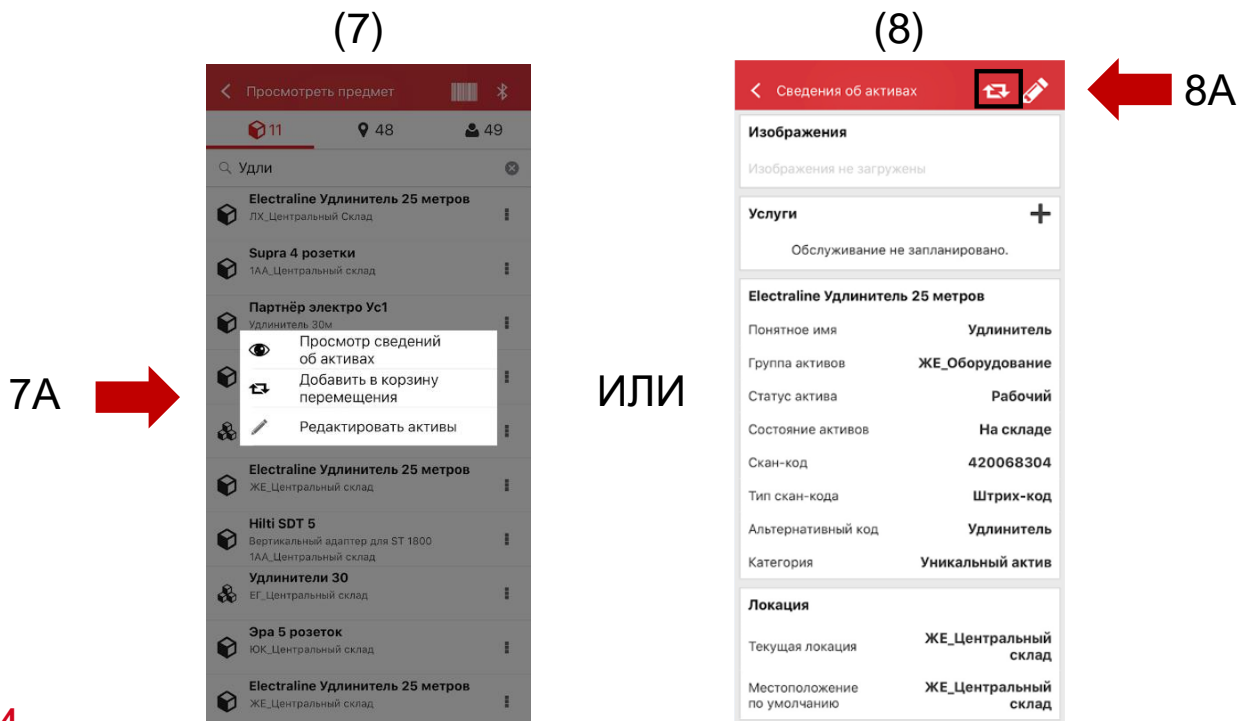 (7)
Просмотреть предмет
11 48 49
Удли
Electraline Удлинитель 25 метров
ЛХ_Центральный Склад
Supra 4 розетки
1АА_Центральный склад
Партнёр электро Ус1
Удлинитель 30м
Просмотр сведений
об активах
Добавить в корзину
перемещения
Редактировать активы
Electraline Удлинитель 25 метров
ЖЕ_Центральный склад
Hilti SDT 5
Вертикальный адаптер для ST 1800
1АА_Центральный склад
Удлинители 30
ЕГ_Центральный склад
Эра 5 розеток
ЮК_Центральный склад
Electraline Удлинитель 25 метров
ЖЕ_Центральный склад
7А
ИЛИ
(8)
8А
Сведения об активах
Изображения
Изображения не загружены
Услуги
Обслуживание не запланировано.
Electraline Удлинитель 25 метров
Понятное имя Удлинитель
Группа активов ЖЕ_Оборудование
Статус актива Рабочий
Состояние активов На складе
Скан-код 420068304
Тип скан-кода Штрих-код
Альтернативный код Удлинитель
Категория Уникальный актив
Локация
Текущая локация ЖЕ_Центральный
склад
Местоположение ЖЕ_Центральный
по умолчанию склад